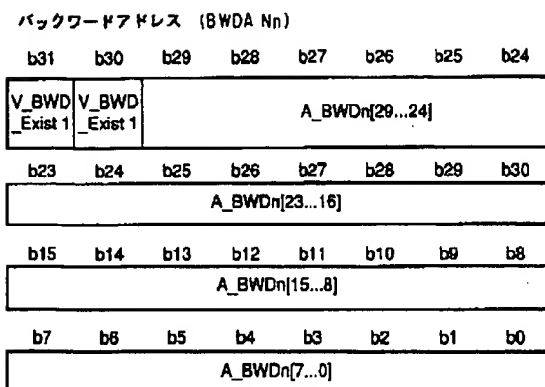 バックワードアドレス (BWDA Nn)
b31 b30 b29 b28 b27 b26 b25 b24
V_BWD V_BWD
_Exist 1 _Exist 1 A_BWDn[29...24]
b23 b24 b25 b26 b27 b28 b29 b30
A_BWDn[23...16]
b15 b14 b13 b12 b11 b10 b9 b8
A_BWDn[15...8]
b7 b6 b5 b4 b3 b2 b1 b0
A_BWDn[7...0]